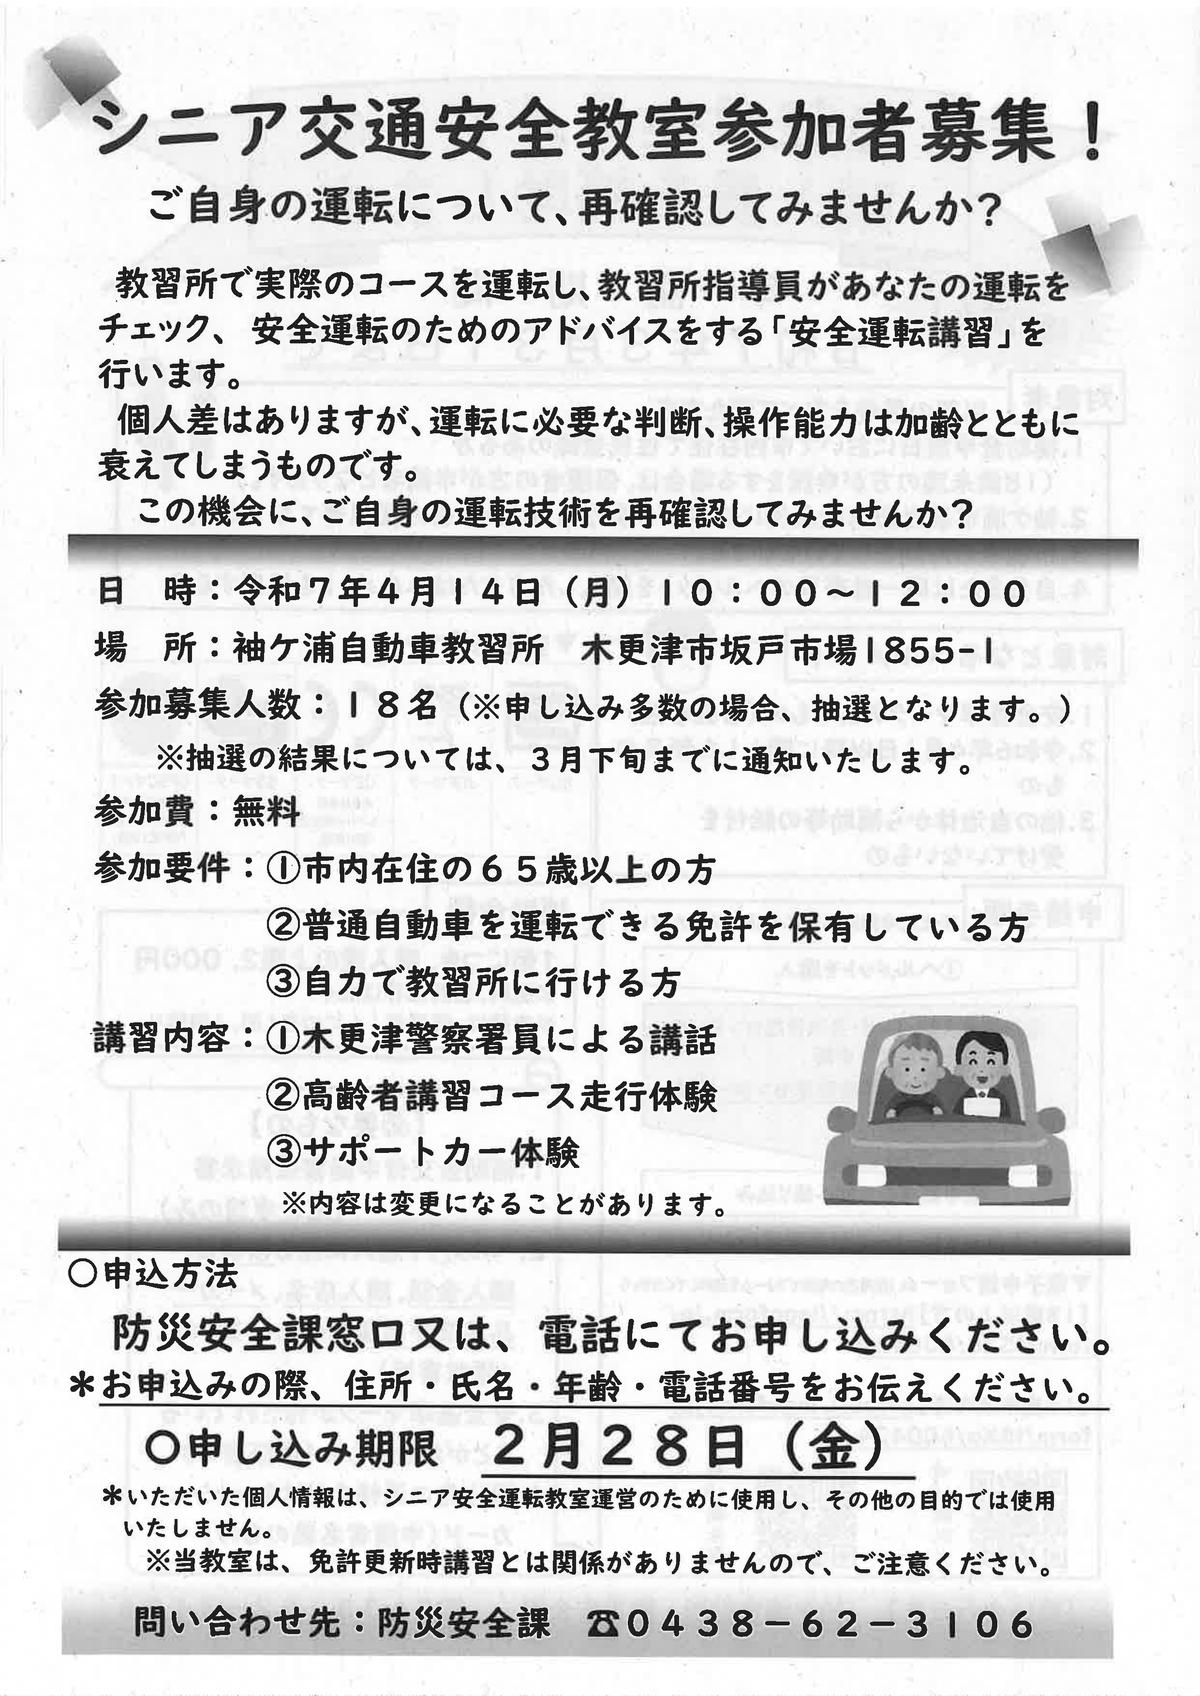 シニア交通安全教室参加者募集！
ご自身の運転について、再確認してみませんか？
教習所で実際のコースを運転し、教習所指導員があなたの運転を
チェック、 安全運転のためのアドバイスをする「安全運転講習」を
行います。
個人差はありますが、運転に必要な判断、操作能力は加齢とともに
衰えてしまうものです。
この機会に、ご自身の運転技術を再確認してみませんか？
日　時：令和７年４月１４日（月）１０：００～１２：００
場　所：袖ケ浦自動車教習所　木更津市坂戸市場1855-1
参加募集人数：１８名（※申し込み多数の場合、抽選となります。）
※抽選の結果については、３月下旬までに通知いたします。
参加費：無料
参加要件：①市内在住の６５歳以上の方
②普通自動車を運転できる免許を保有している方
③自力で教習所に行ける方
講習内容：①木更津警察署員による講話
②高齢者講習コース走行体験
③サポートカー体験
※内容は変更になることがあります。
○申込方法
防災安全課窓口又は、電話にてお申し込みください。
＊お申込みの際、住所・氏名・年齢・電話番号をお伝えください。
○申し込み期限　２月２８日（金）
＊いただいた個人情報は、シニア安全運転教室運営のために使用し、その他の目的では使用
いたしません。
※当教室は、免許更新時講習とは関係がありませんので、ご注意ください。
問い合わせ先：防災安全課　☎０４３８－６２－３１０６